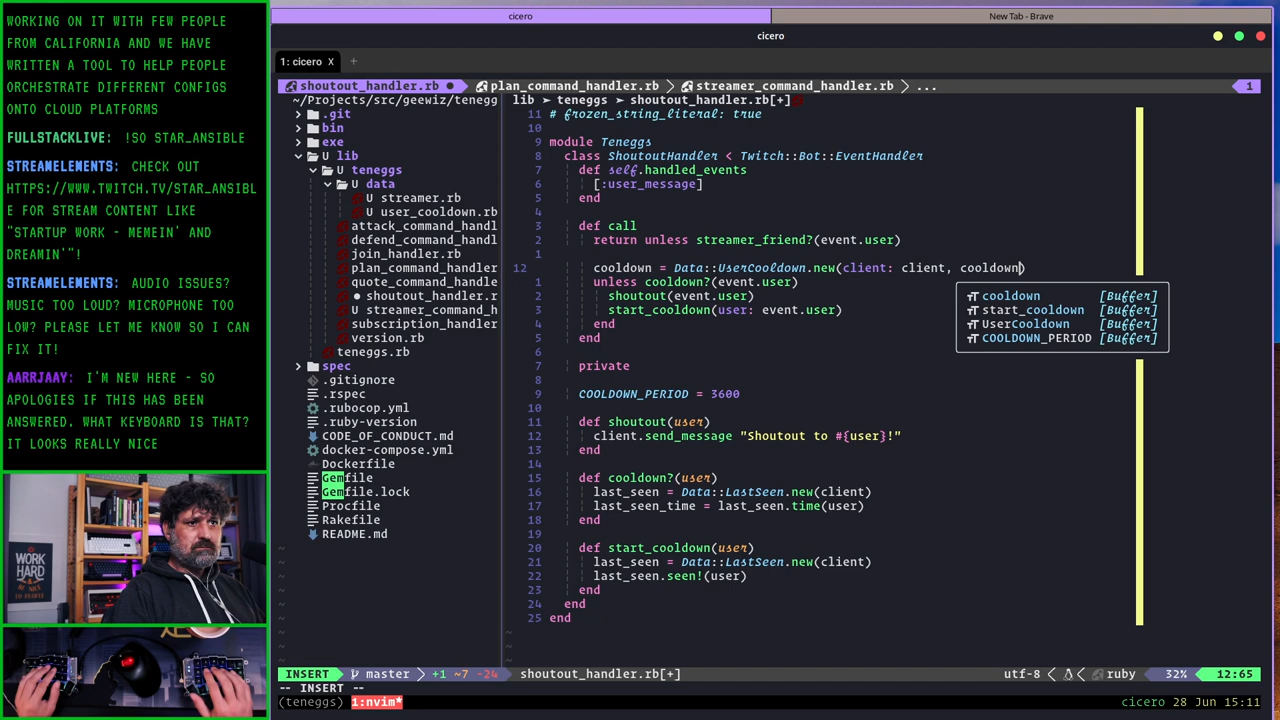 WORKING ON IT WITH FEW PEOPLE
FROM CALIFORNIA AND WE HAVE
WRITTEN A TOOL TO HELP PEOPLE
ORCHESTRATE DIFFERENT CONFIGS
ONTO CLOUD PLATFORMS
FULLSTACKLIVE: !SO STAR_ANSIBLE
STREAMELEMENTS: CHECK OUT
HTTPS://WWW.TWITCH.TV/STAR_ANSIBL
E FOR STREAM CONTENT LIKE
"STARTUP WORK - MEMEIN' AND
DREAMIN'"!
STREAMELEMENTS: AUDIO ISSUES?
MUSIC TOO LOUD? MICROPHONE TOO
LOW? PLEASE LET ME KNOW SO I CAN
FIX IT!
AARRJAAY: I'M NEW HERE - SO
APOLOGIES IF THIS HAS BEEN
ANSWERED. WHAT KEYBOARD IS THAT?
IT LOOKS REALLY NICE
WORK
HARD
cicero
New Tab - Brave
cicero
1: cicero X +
shoutout_handler.rb ● plan_command_handler.rb streamer_command_handler.rb ... 1
~/Projects/src/geewiz/tenegg
.git
bin
exe
U lib
U teneggs
U data
U streamer.rb
U user_cooldown.rb
attack_command_handl
defend_command_handl
join_handler.rb
plan_command_handler
quote_command_handle
● shoutout_handler.r
U streamer_command_h
subscription_handler
version.rb
teneggs.rb
spec
.gitignore
.rspec
.rubocop.yml
.ruby-version
CODE_OF_CONDUCT.md
docker-compose.yml
Dockerfile
Gemfile
Gemfile.lock
Procfile
Rakefile
README.md
lib ➤ teneggs ➤ shoutout_handler.rb[+]
11 # frozen_string_literal: true
10
9 module Teneggs
8 class ShoutoutHandler < Twitch::Bot::EventHandler
7 def self.handled_events
6 [:user_message]
5 end
4
3 def call
2 return unless streamer_friend?(event.user)
1
12 cooldown = Data::UserCooldown.new(client: client, cooldown)
1 unless cooldown?(event.user)
2 shoutout(event.user)
3 start_cooldown(user: event.user)
4 end
5 end
6
7 private
8
9 COOLDOWN_PERIOD = 3600
10
11 def shoutout(user)
12 client.send_message "Shoutout to #{user}!"
13 end
14
15 def cooldown?(user)
16 last_seen = Data::LastSeen.new(client)
17 last_seen_time = last_seen.time(user)
18 end
19
20 def start_cooldown(user)
21 last_seen = Data::LastSeen.new(client)
22 last_seen.seen!(user)
23 end
24 end
25 end
cooldown [Buffer]
start_cooldown [Buffer]
UserCooldown [Buffer]
COOLDOWN_PERIOD [Buffer]
INSERT master +1 ~7 -24 shoutout_handler.rb[+] utf-8 ruby 32% 12:65
-- INSERT --
(teneggs) 1:nvim* cicero 28 Jun 15:11